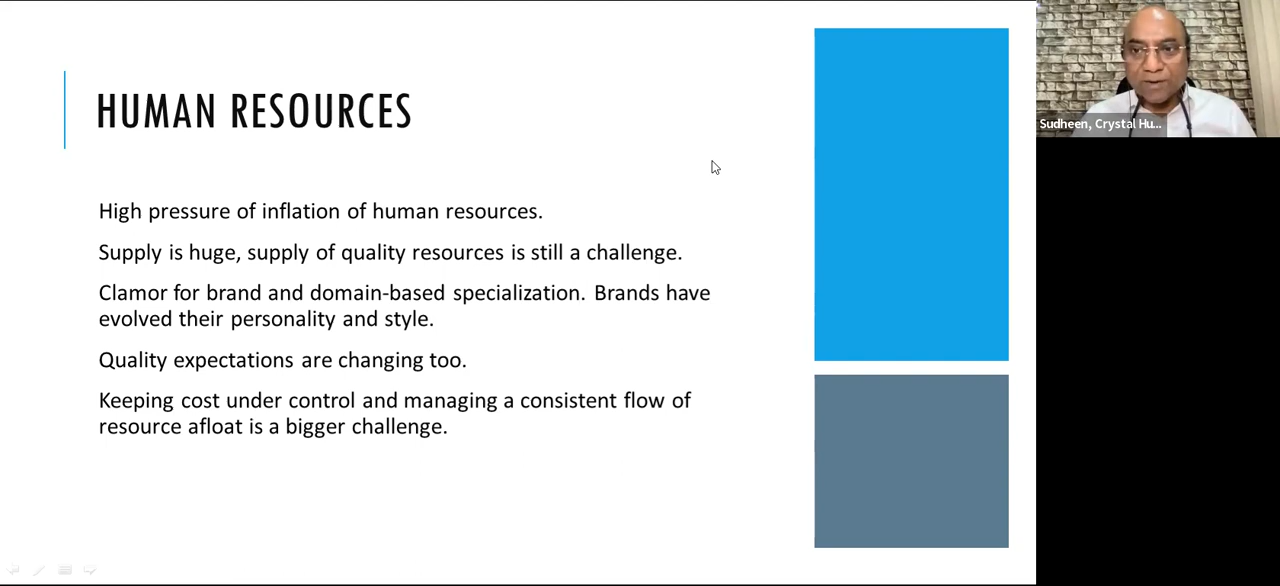 HUMAN RESOURCES
High pressure of inflation of human resources.
Supply is huge, supply of quality resources is still a challenge.
Clamor for brand and domain-based specialization. Brands have
evolved their personality and style.
Quality expectations are changing too.
Keeping cost under control and managing a consistent flow of
resource afloat is a bigger challenge.
Sudheen, Crystal Hu...